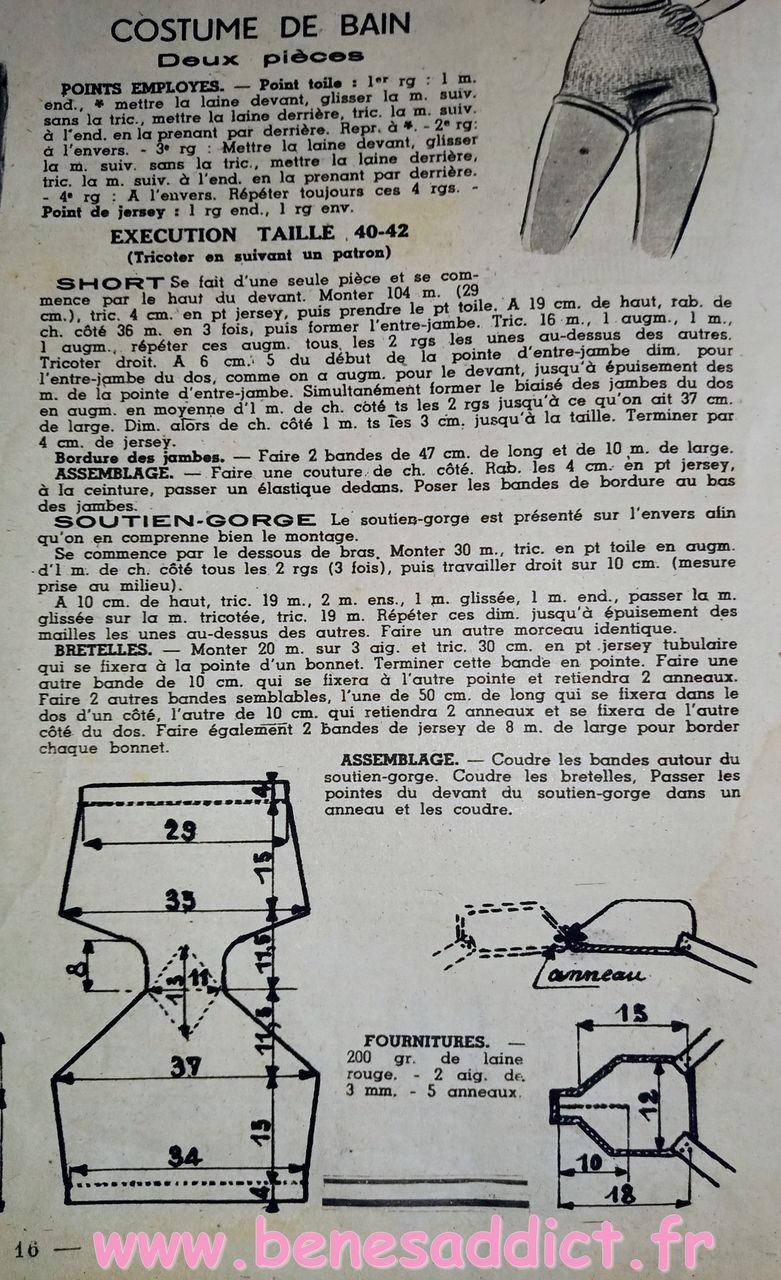 COSTUME DE BAIN
Deux pièces
POINTS EMPLOYES. — Point toile : 1er rg : 1 m.
end., * mettre la laine devant, glisser la m. suiv.
sans la tric., mettre la laine derrière, tric. la m. suiv.
à l'end. en la prenant par derrière. Repr. à *. - 2e rg:
à l'envers. - 3e rg : Mettre la laine devant, glisser
la m. suiv. sans la tric., mettre la laine derrière,
tric. la m. suiv. à l'end. en la prenant par derrière.
- 4e rg : A l'envers. Répéter toujours ces 4 rgs. -
Point de jersey : 1 rg end., 1 rg env.
EXECUTION TAILLE 40-42
(Tricoter en suivant un patron)
SHORT Se fait d'une seule pièce et se com-
mence par le haut du devant. Monter 104 m. (29
cm.), tric. 4 cm. en pt jersey, puis prendre le pt toile. A 19 cm. de haut, rab. de
ch. côté 36 m. en 3 fois, puis former l'entre-jambe. Tric. 16 m., 1 augm., 1 m.,
1 augm., répéter ces augm. tous les 2 rgs les unes au-dessus des autres.
Tricoter droit. A 6 cm. 5 du début de la pointe d'entre-jambe dim. pour
l'entre-jambe du dos, comme on a augm. pour le devant, jusqu'à épuisement des
m. de la pointe d'entre-jambe. Simultanément former le biaisé des jambes du dos
en augm. en moyenne d'1 m. de ch. côté ts les 2 rgs jusqu'à ce qu'on ait 37 cm.
de large. Dim. alors de ch. côté 1 m. ts les 3 cm. jusqu'à la taille. Terminer par
4 cm. de jersey.
Bordure des jambes. — Faire 2 bandes de 47 cm. de long et de 10 m. de large.
ASSEMBLAGE. — Faire une couture de ch. côté. Rab. les 4 cm. en pt jersey,
à la ceinture, passer un élastique dedans. Poser les bandes de bordure au bas
des jambes.
SOUTIEN-GORGE Le soutien-gorge est présenté sur l'envers afin
qu'on en comprenne bien le montage.
Se commence par le dessous de bras. Monter 30 m., tric. en pt toile en augm.
d'1 m. de ch. côté tous les 2 rgs (3 fois), puis travailler droit sur 10 cm. (mesure
prise au milieu).
A 10 cm. de haut, tric. 19 m., 2 m. ens., 1 m. glissée, 1 m. end., passer la m.
glissée sur la m. tricotée, tric. 19 m. Répéter ces dim. jusqu'à épuisement des
mailles les unes au-dessus des autres. Faire un autre morceau identique.
BRETELLES. — Monter 20 m. sur 3 aig. et tric. 30 cm. en pt jersey tubulaire
qui se fixera à la pointe d'un bonnet. Terminer cette bande en pointe. Faire une
autre bande de 10 cm. qui se fixera à l'autre pointe et retiendra 2 anneaux.
Faire 2 autres bandes semblables, l'une de 50 cm. de long qui se fixera dans le
dos d'un côté, l'autre de 10 cm. qui retiendra 2 anneaux et se fixera de l'autre
côté du dos. Faire également 2 bandes de jersey de 8 m. de large pour border
chaque bonnet.
ASSEMBLAGE. — Coudre les bandes autour du
soutien-gorge. Coudre les bretelles, Passer les
pointes du devant du soutien-gorge dans un
anneau et les coudre.
4
29
15
35
11,5
8
13
11
11,5
37
15
34
4
anneau
FOURNITURES. —
200 gr. de laine
rouge. - 2 aig. de
3 mm. - 5 anneaux.
15
12
10
18
16 —
www.benesaddict.fr